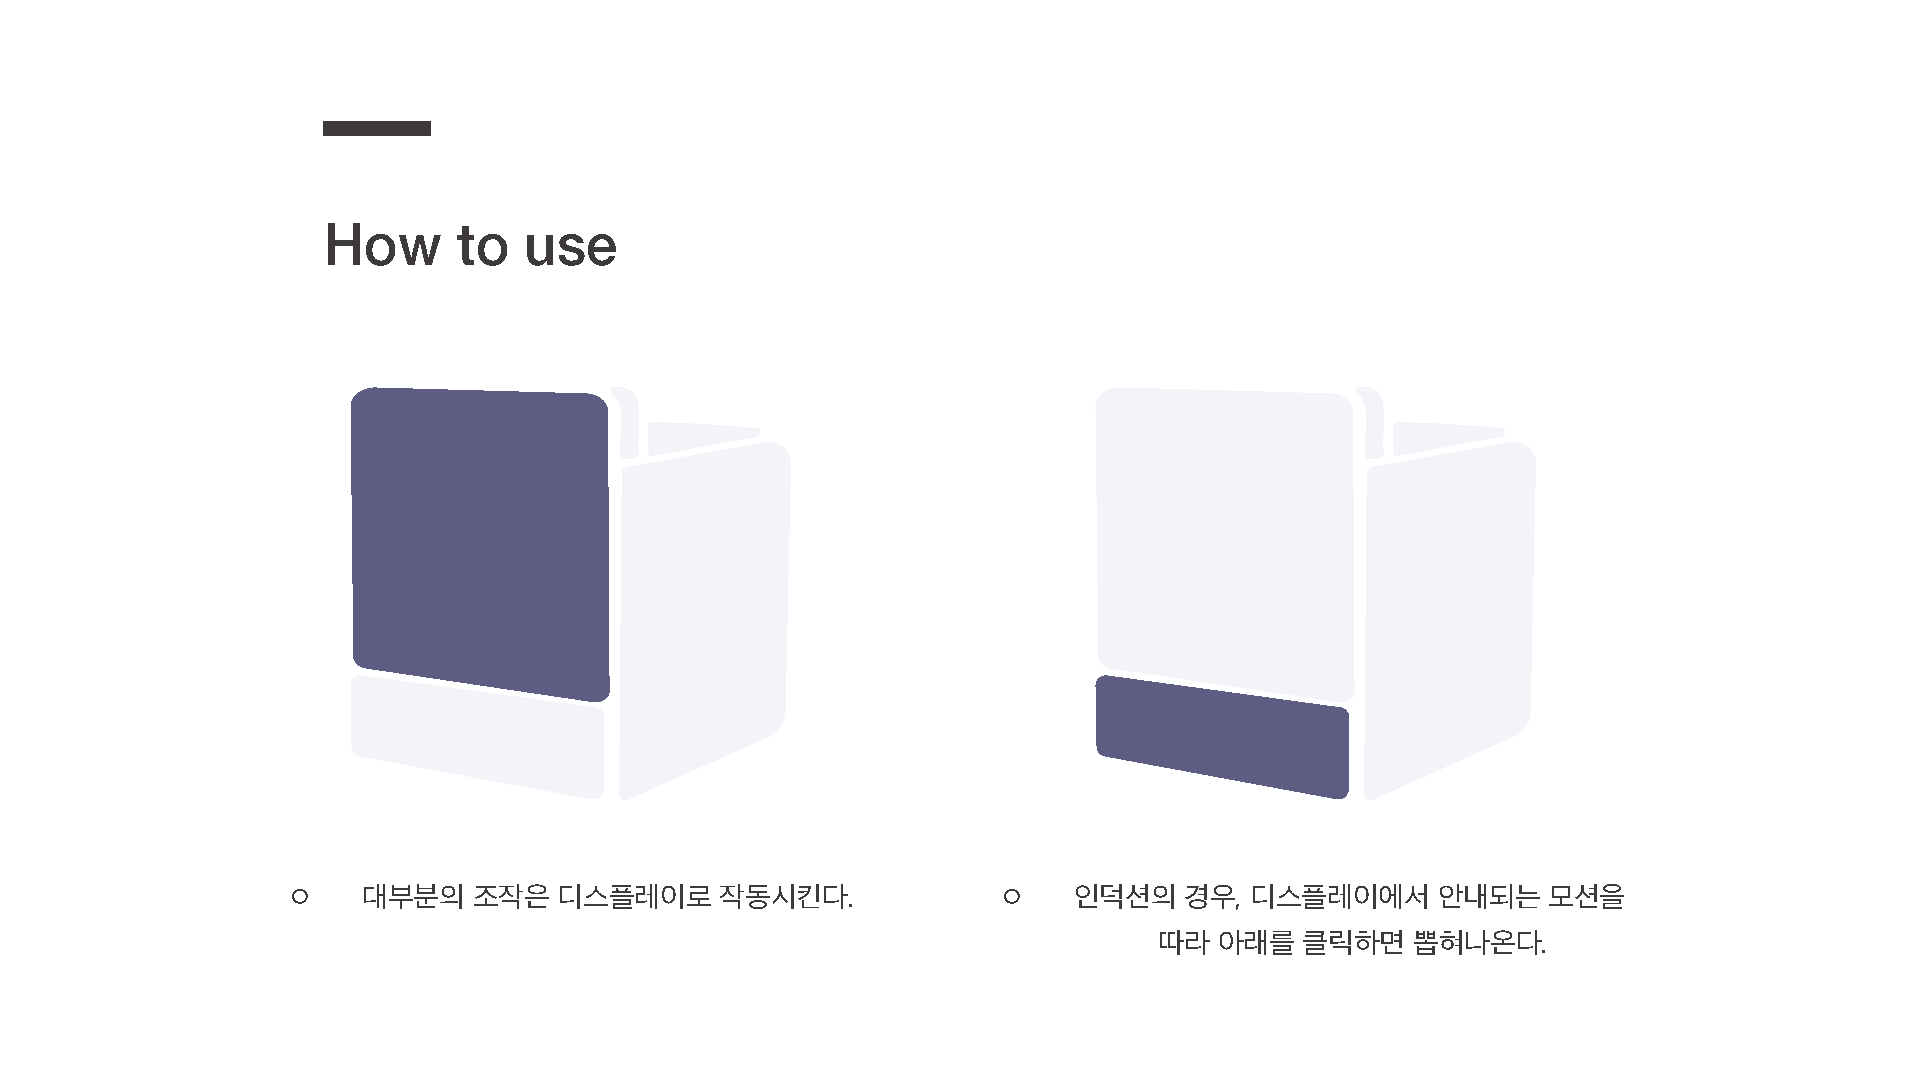 How to use
○ 대부분의 조작은 디스플레이로 작동시킨다.
○ 인덕션의 경우, 디스플레이에서 안내되는 모션을
따라 아래를 클릭하면 뽑혀나온다.